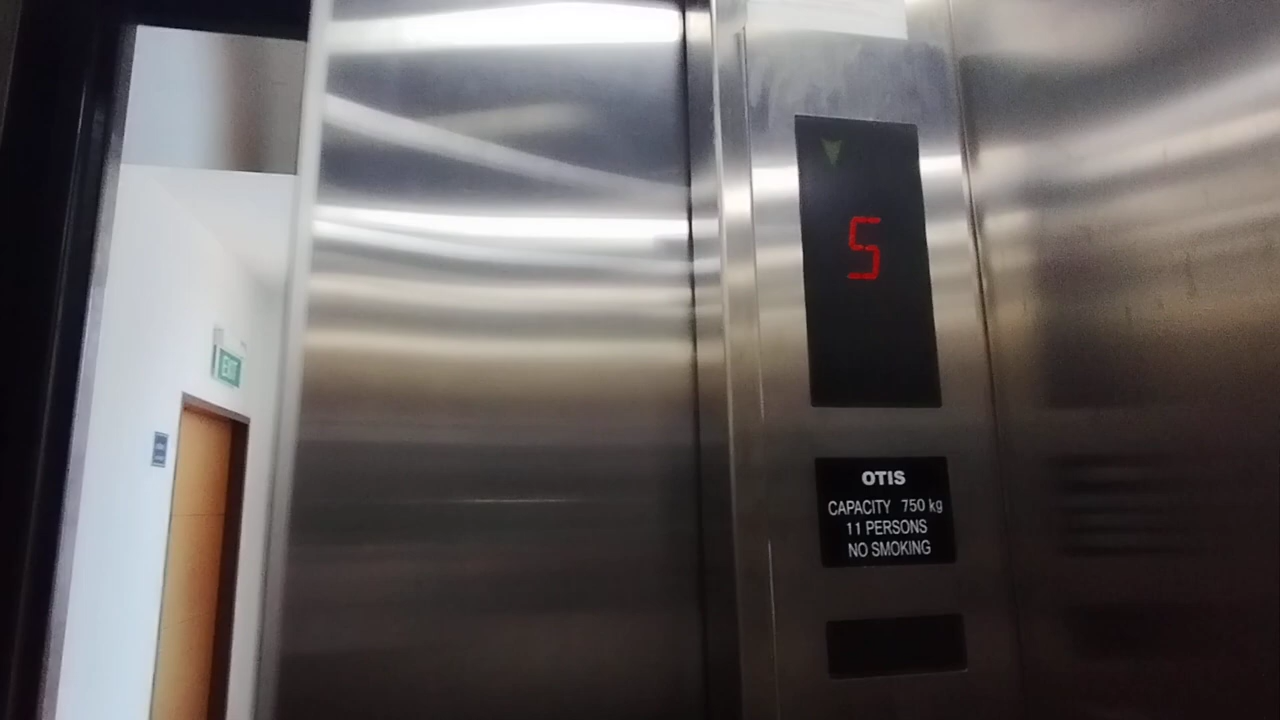 EXIT
5
OTIS
CAPACITY 750 kg
11 PERSONS
NO SMOKING